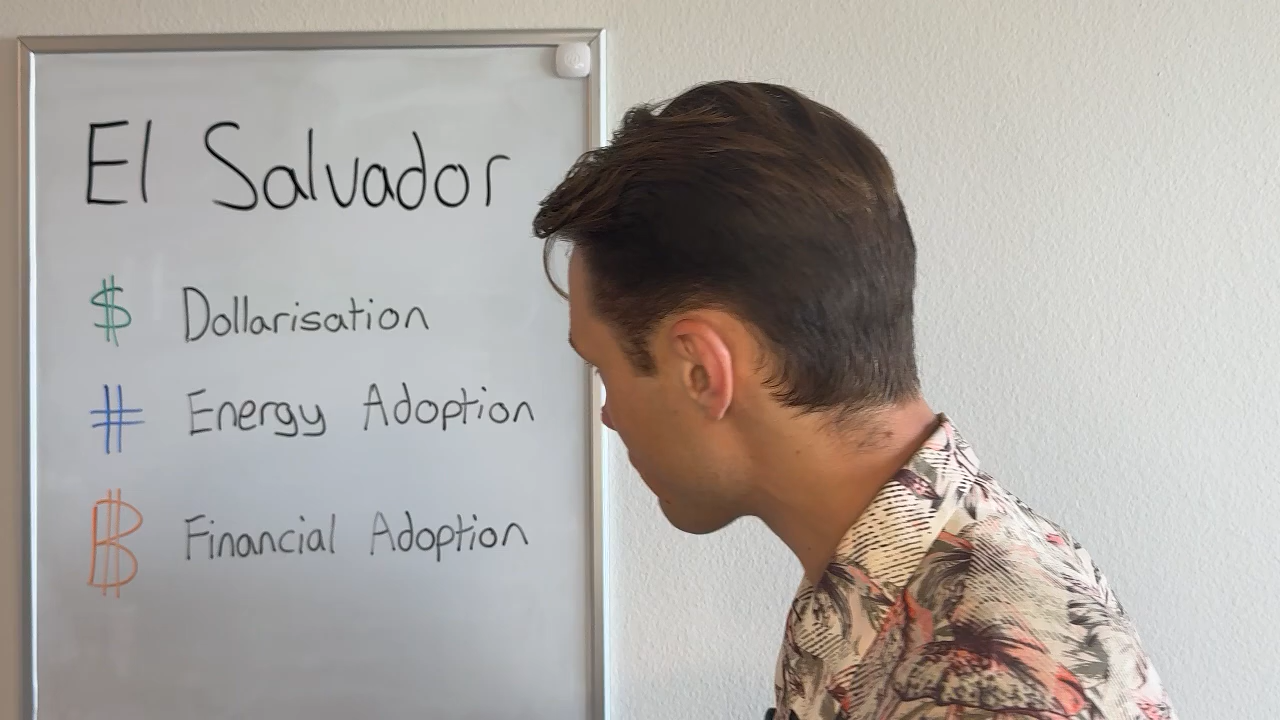 El Salvador
$ Dollarisation
# Energy Adoption
₿ Financial Adoption